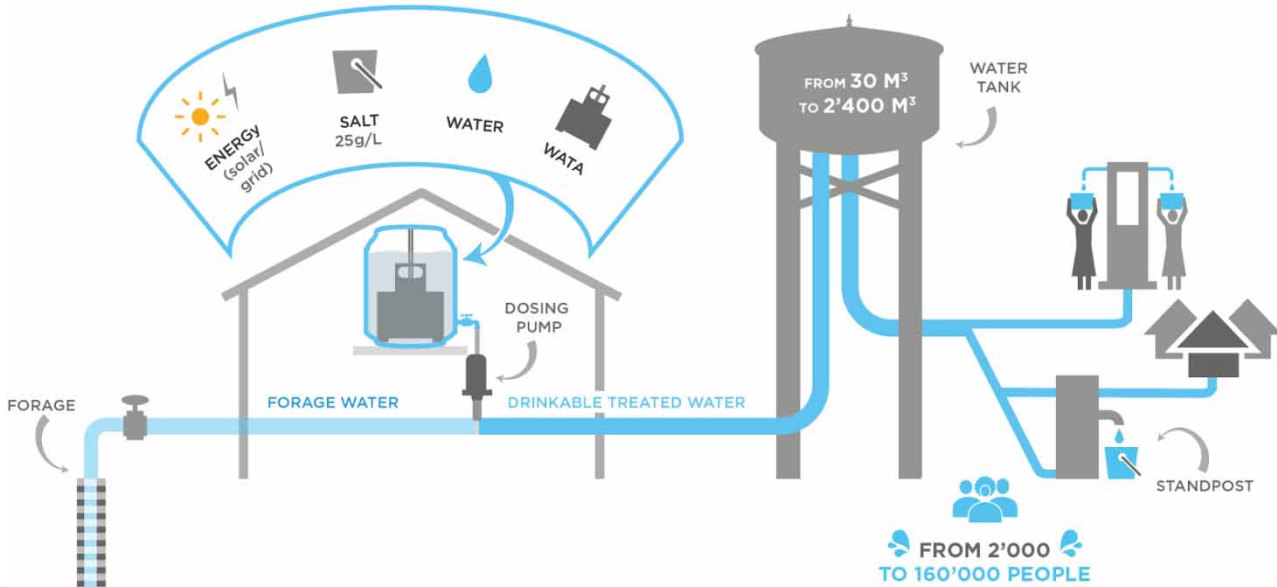 ENERGy
(solar/
grid)
SALT
25g/L
WATER
WATA
FROM 30 M³
TO 2'400 M³
WATER
TANK
DOSING
PUMP
FORAGE
FORAGE WATER
DRINKABLE TREATED WATER
STANDPOST
FROM 2'000
TO 160'000 PEOPLE